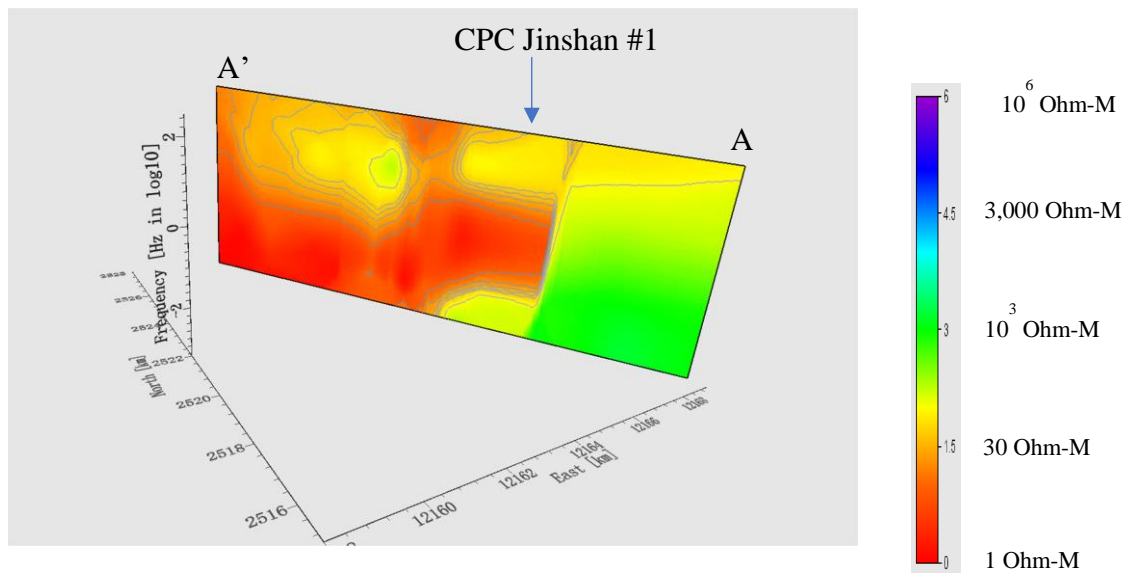 CPC Jinshan #1
A’
A
Frequency [Hz in log10]
2
0
-2
North [km]
2828
2526
2524
2522
2520
2518
2516
East [km]
12160
12162
12164
12166
12168
6
4.5
3
1.5
0
10^6 Ohm-M
3,000 Ohm-M
10^3 Ohm-M
30 Ohm-M
1 Ohm-M